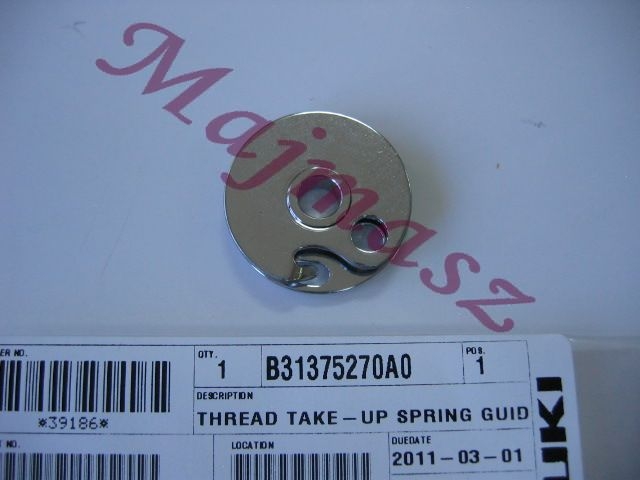 Majnasz
ER NO.
*39186*
QTY.
1
B31375270A0
POS.
1
DESCRIPTION
THREAD TAKE-UP SPRING GUID
T NO.
LOCATION
DUEDATE
2011-03-01
UKI